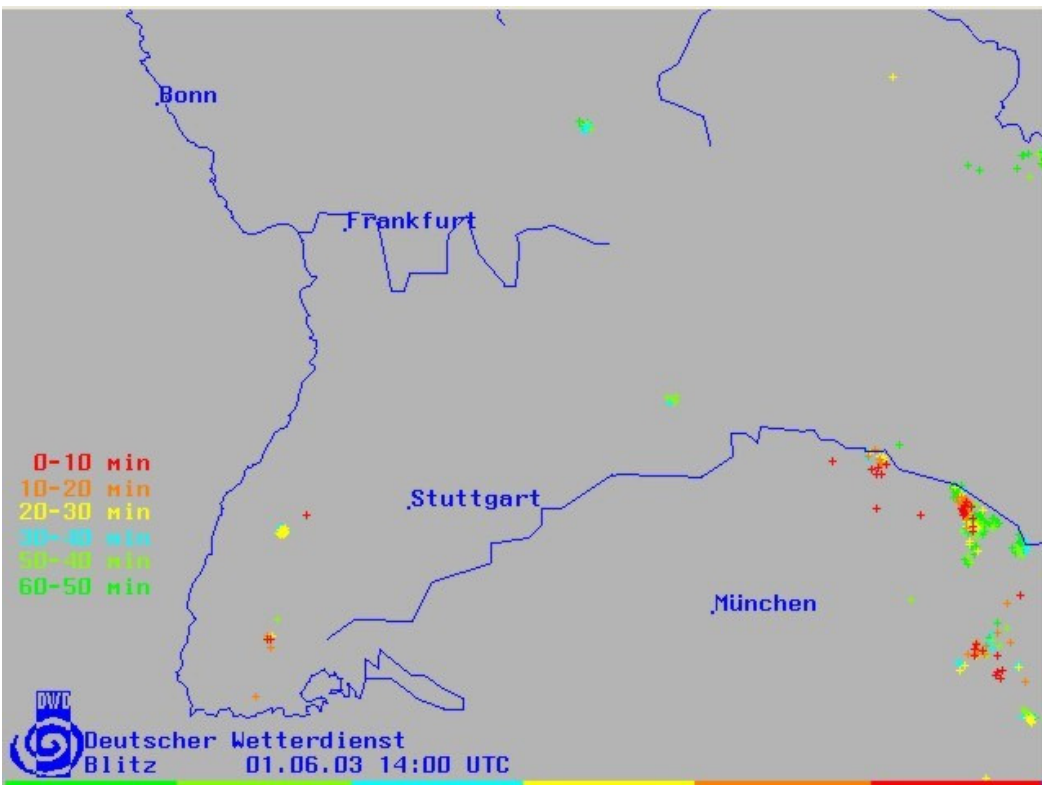 Bonn
Frankfurt
0-10 min
10-20 min
20-30 min
30-40 min
50-40 min
60-50 min
Stuttgart
München
DWD
Deutscher Wetterdienst
Blitz 01.06.03 14:00 UTC